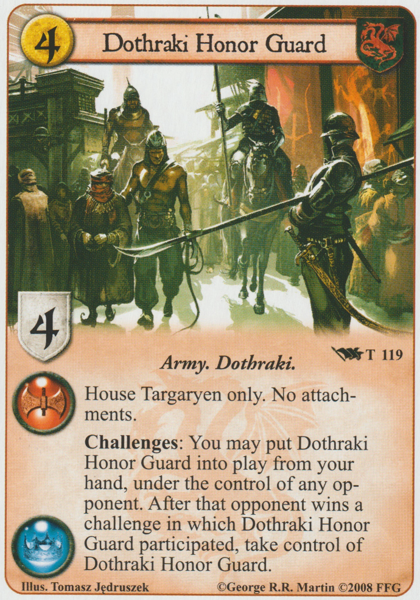 4
Dothraki Honor Guard
4
Army. Dothraki.
T 119
House Targaryen only. No attach-
ments.
Challenges: You may put Dothraki
Honor Guard into play from your
hand, under the control of any op-
ponent. After that opponent wins a
challenge in which Dothraki Honor
Guard participated, take control of
Dothraki Honor Guard.
Illus. Tomasz Jędruszek
©George R.R. Martin ©2008 FFG